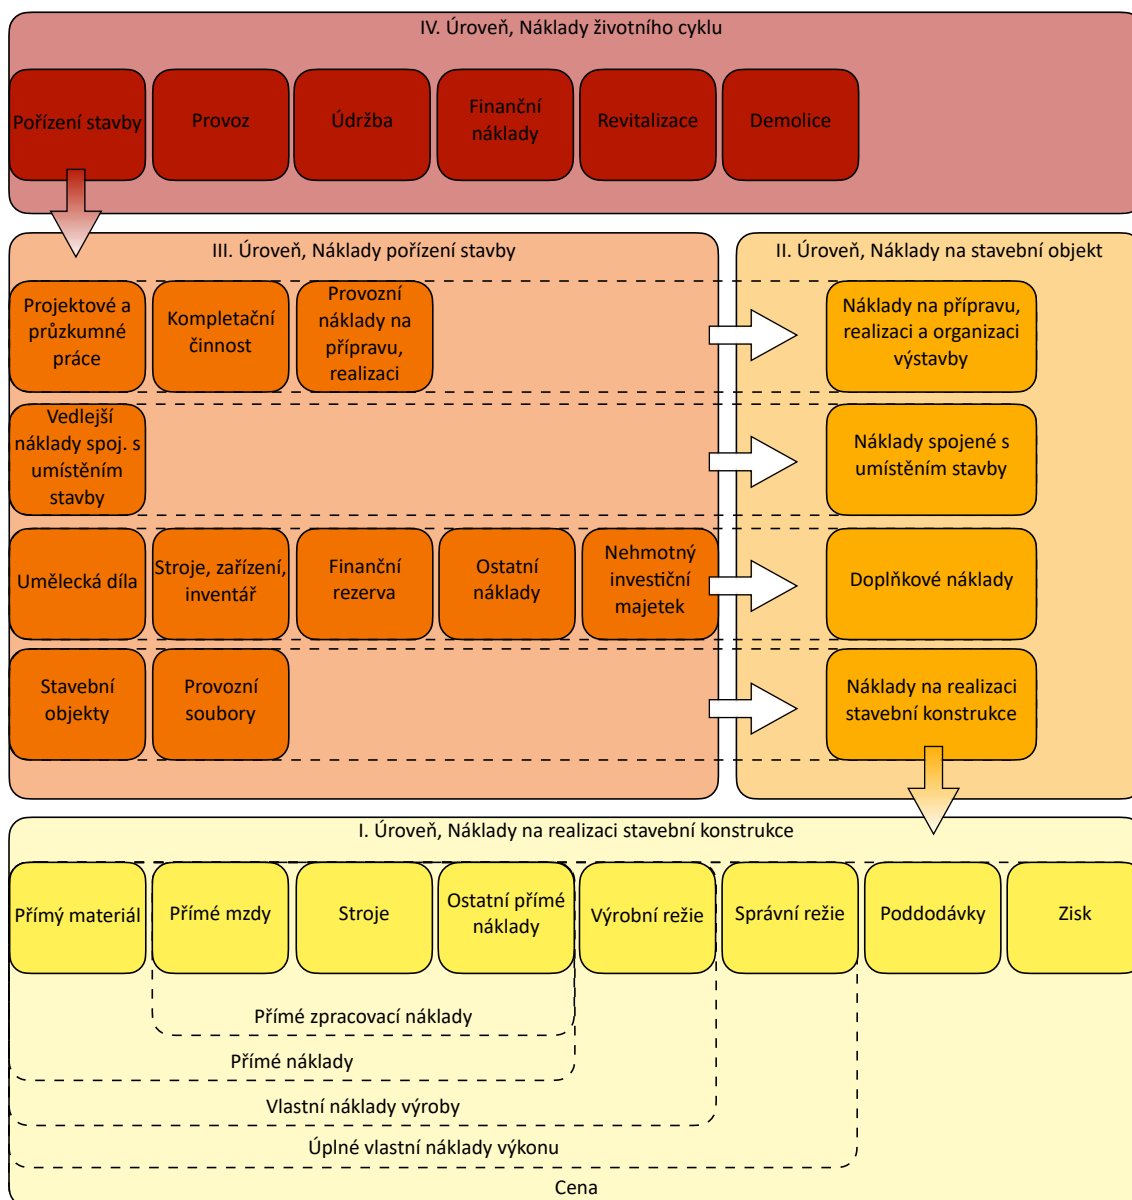 IV. Úroveň, Náklady životního cyklu
Pořízení stavby
Provoz
Údržba
Finanční
náklady
Revitalizace
Demolice
III. Úroveň, Náklady pořízení stavby
Projektové a
průzkumné
práce
Kompletační
činnost
Provozní
náklady na
přípravu,
realizaci
Vedlejší
náklady spoj. s
umístěním
stavby
Umělecká díla
Stroje, zařízení,
inventář
Finanční
rezerva
Ostatní
náklady
Nehmotný
investiční
majetek
Stavební
objekty
Provozní
soubory
II. Úroveň, Náklady na stavební objekt
Náklady na přípravu,
realizaci a organizaci
výstavby
Náklady spojené s
umístěním stavby
Doplňkové náklady
Náklady na realizaci
stavební konstrukce
I. Úroveň, Náklady na realizaci stavební konstrukce
Přímý materiál
Přímé mzdy
Stroje
Ostatní přímé
náklady
Výrobní režie
Správní režie
Poddodávky
Zisk
Přímé zpracovací náklady
Přímé náklady
Vlastní náklady výroby
Úplné vlastní náklady výkonu
Cena